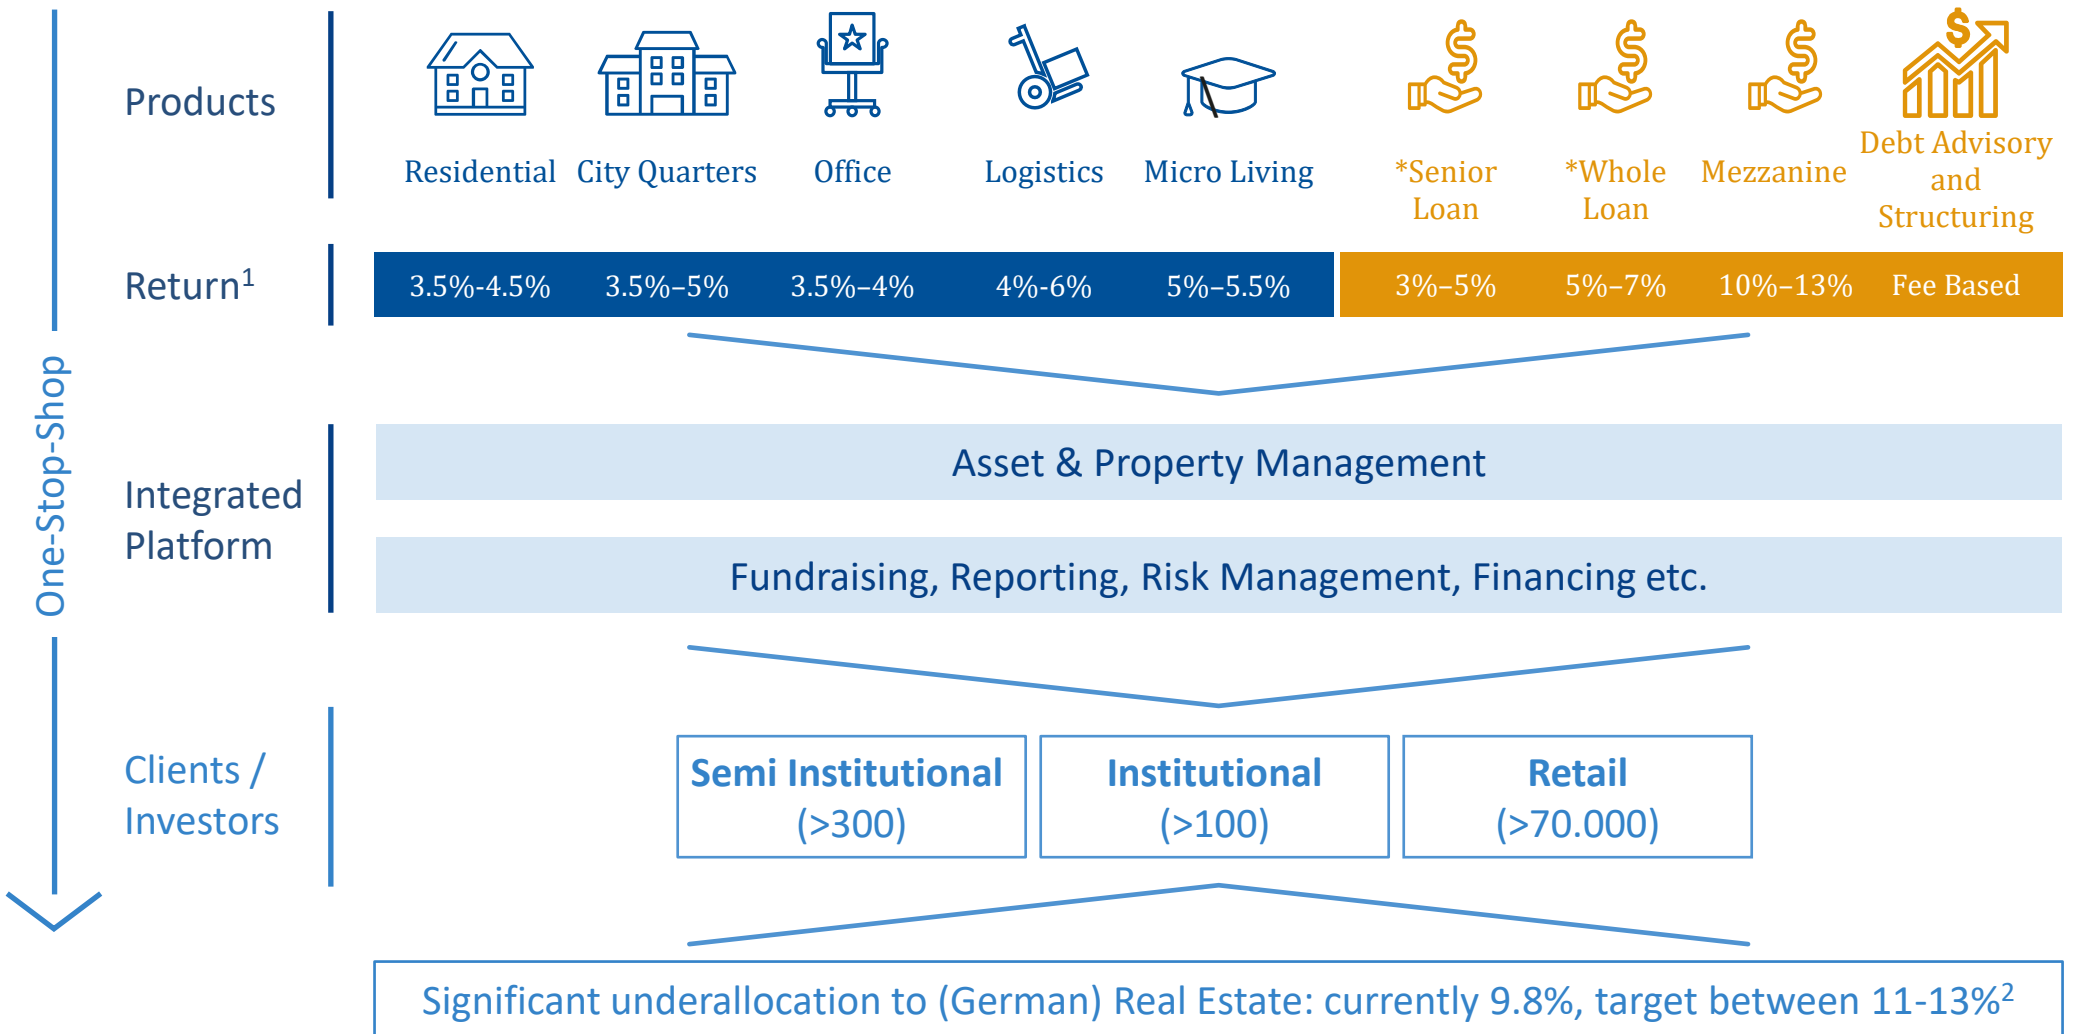 One-Stop-Shop
Products
Residential
City Quarters
Office
Logistics
Micro Living
*Senior
Loan
*Whole
Loan
Mezzanine
Debt Advisory
and
Structuring
Return¹
3.5%-4.5%
3.5%–5%
3.5%–4%
4%-6%
5%–5.5%
3%–5%
5%–7%
10%–13%
Fee Based
Integrated
Platform
Asset & Property Management
Fundraising, Reporting, Risk Management, Financing etc.
Clients /
Investors
Semi Institutional
(>300)
Institutional
(>100)
Retail
(>70.000)
Significant underallocation to (German) Real Estate: currently 9.8%, target between 11-13%²